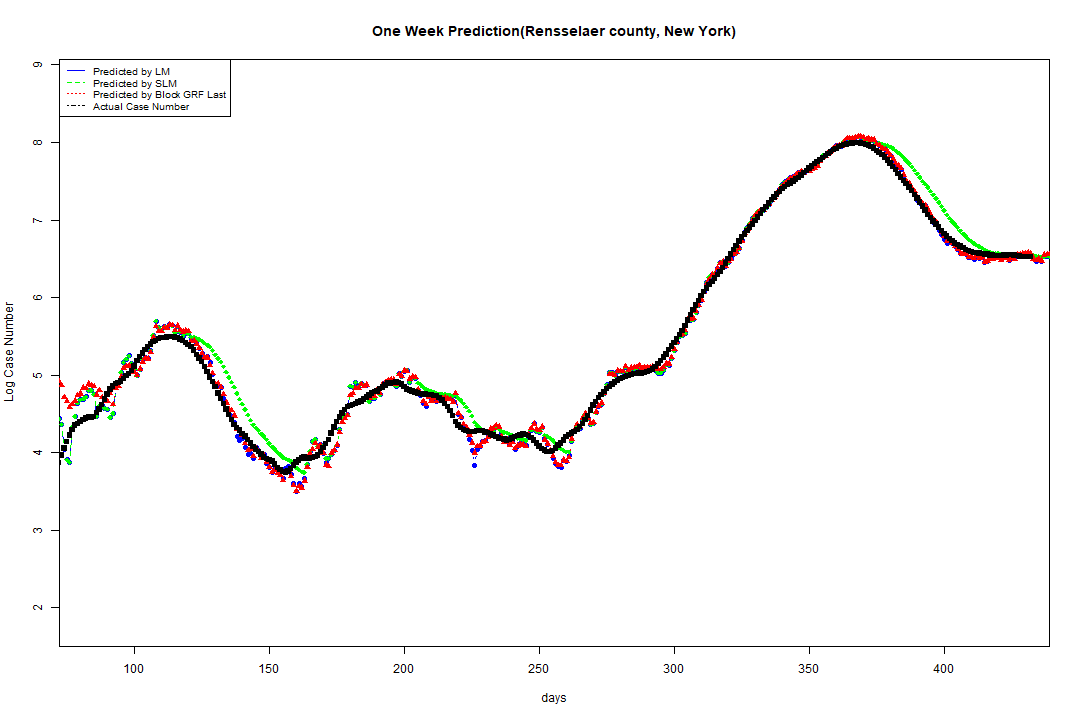 One Week Prediction(Rensselaer county, New York)
Predicted by LM
Predicted by SLM
Predicted by Block GRF Last
Actual Case Number
9
8
7
6
5
4
3
2
Log Case Number
100 150 200 250 300 350 400
days